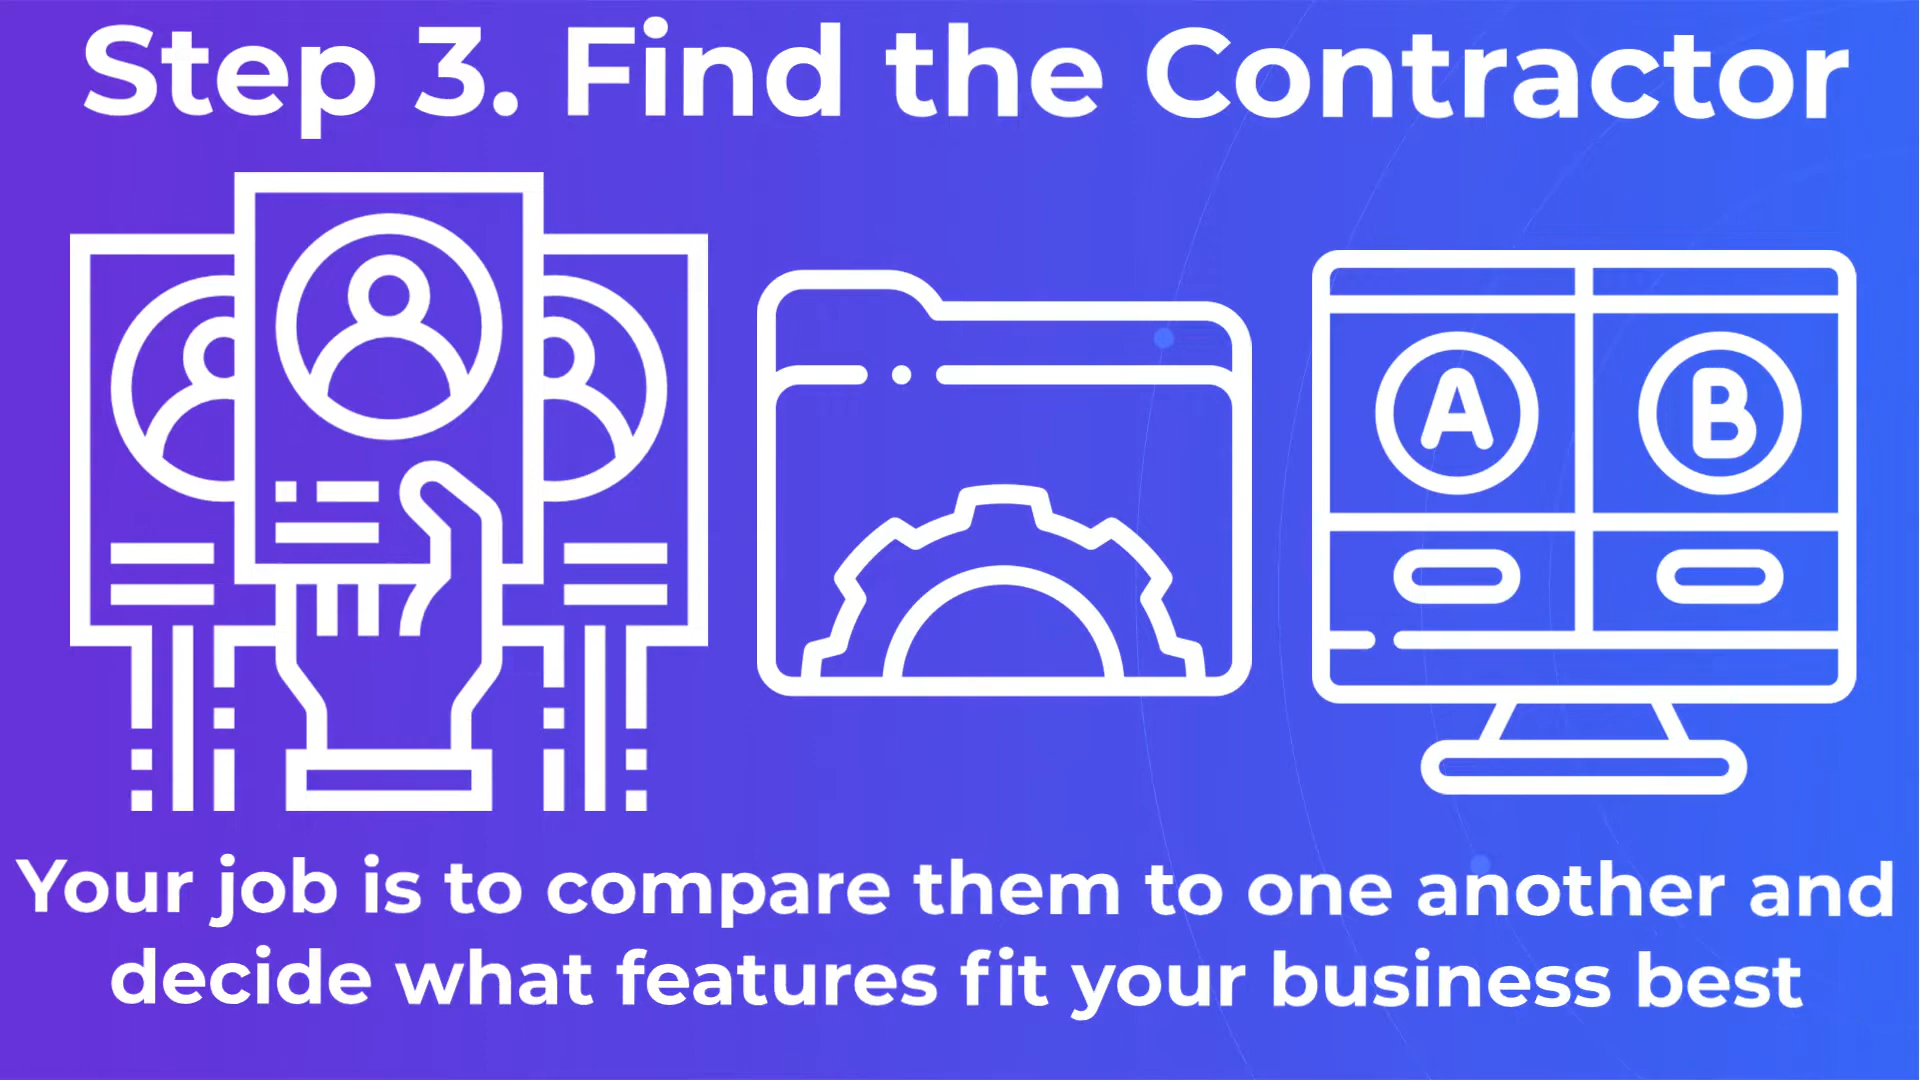 Step 3. Find the Contractor
A
B
Your job is to compare them to one another and
decide what features fit your business best